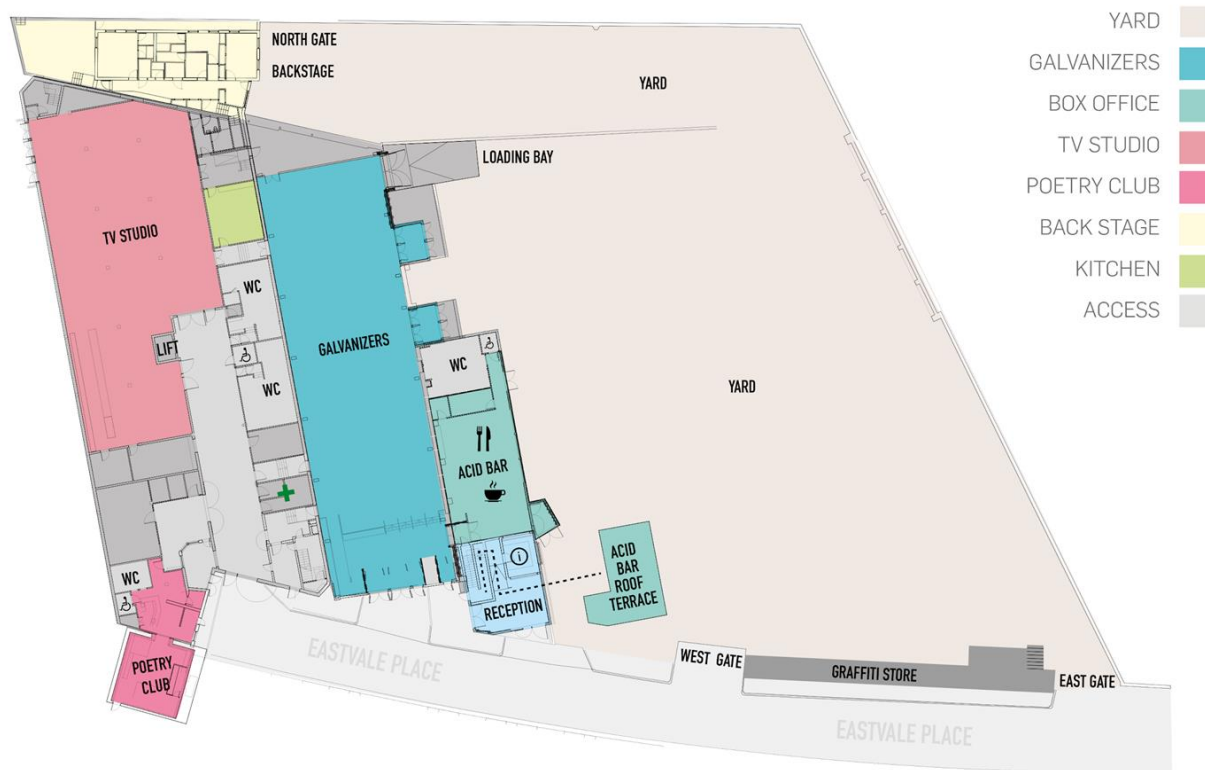 NORTH GATE
BACKSTAGE
YARD
LOADING BAY
TV STUDIO
WC
GALVANIZERS
LIFT
WC
WC
YARD
ACID BAR
i
ACID
BAR
ROOF
TERRACE
RECEPTION
WC
POETRY
CLUB
EASTVALE PLACE
WEST GATE
GRAFFITI STORE
EAST GATE
EASTVALE PLACE
YARD
GALVANIZERS
BOX OFFICE
TV STUDIO
POETRY CLUB
BACK STAGE
KITCHEN
ACCESS